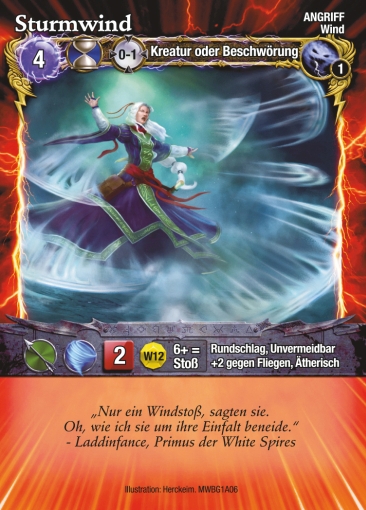 Sturmwind
ANGRIFF
Wind
4
0-1
Kreatur oder Beschwörung
1
2
W12
6+ =
Stoß
Rundschlag, Unvermeidbar
+2 gegen Fliegen, Ätherisch
„Nur ein Windstoß, sagten sie.
Oh, wie ich sie um ihre Einfalt beneide.“
- Laddinfance, Primus der White Spires
Illustration: Herckeim. MWBG1A06